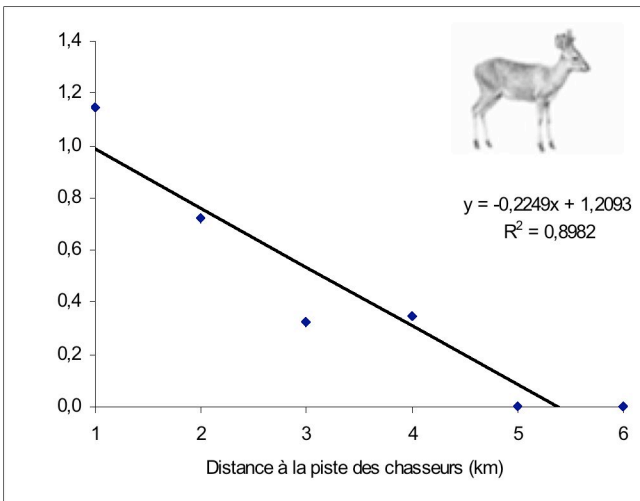 1,4
1,2
1,0
0,8
0,6
0,4
0,2
0,0
y = -0,2249x + 1,2093
R² = 0,8982
1 2 3 4 5 6
Distance à la piste des chasseurs (km)